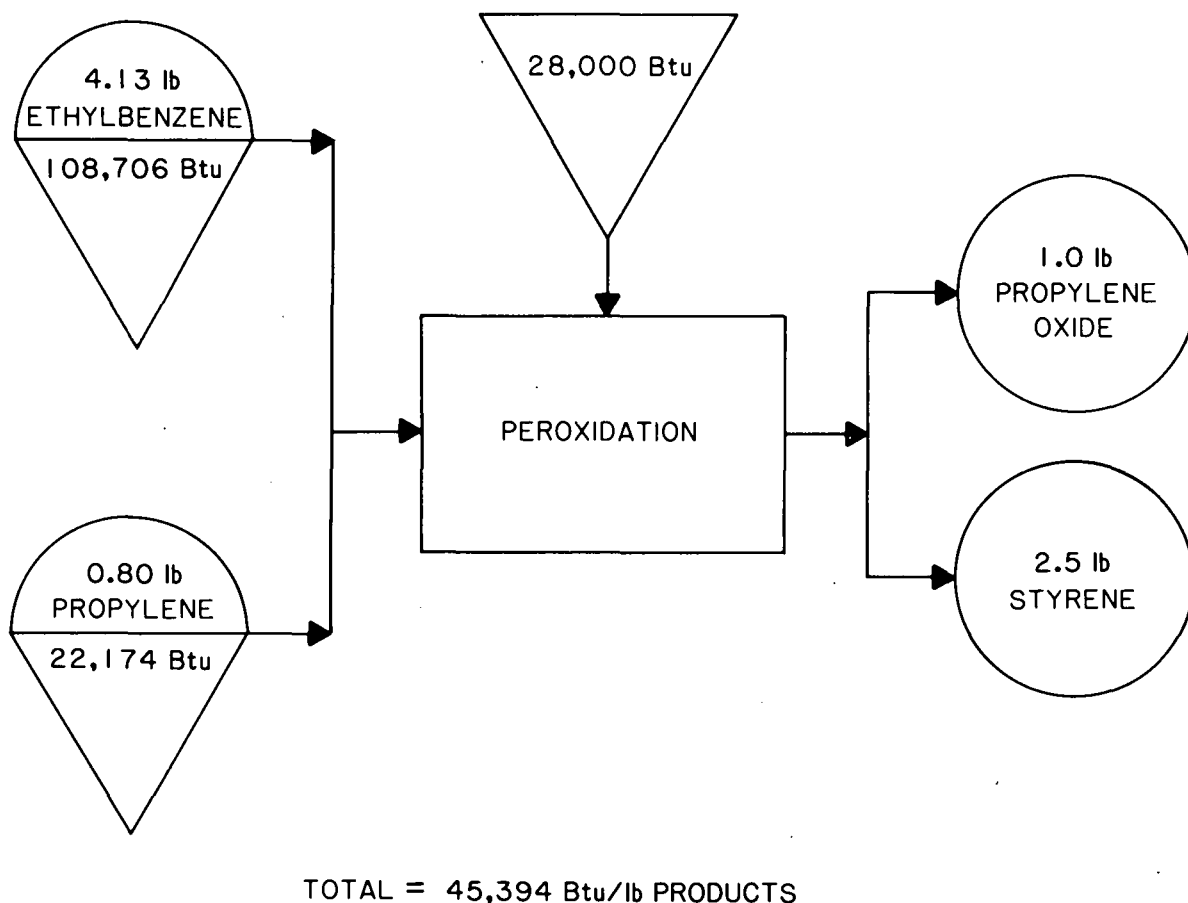 4.13 lb
ETHYLBENZENE
108,706 Btu
28,000 Btu
0.80 lb
PROPYLENE
22,174 Btu
PEROXIDATION
1.0 lb
PROPYLENE
OXIDE
2.5 lb
STYRENE
TOTAL = 45,394 Btu/lb PRODUCTS